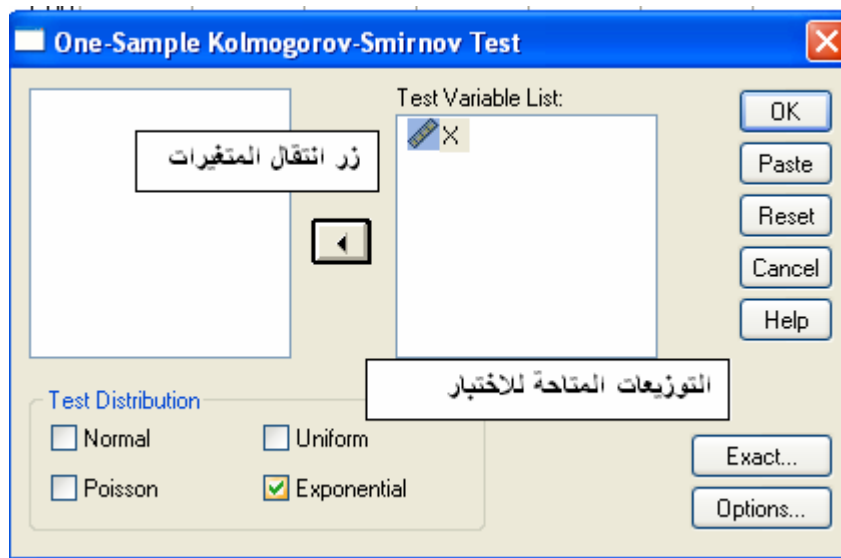 One-Sample Kolmogorov-Smirnov Test
Test Variable List:
X
زر انتقال المتغيرات
OK
Paste
Reset
Cancel
Help
التوزيعات المتاحة للاختبار
Test Distribution
Normal
Uniform
Poisson
Exponential
Exact...
Options...